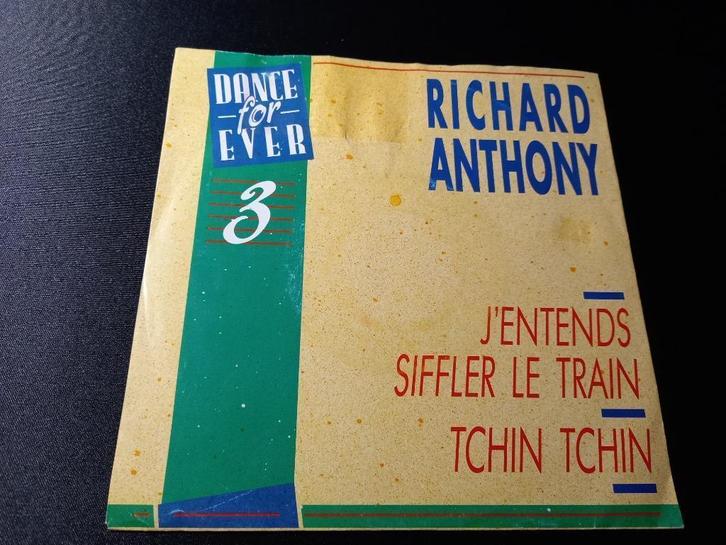 DANCE
for
EVER
3
RICHARD
ANTHONY
J'ENTENDS
SIFFLER LE TRAIN
TCHIN TCHIN